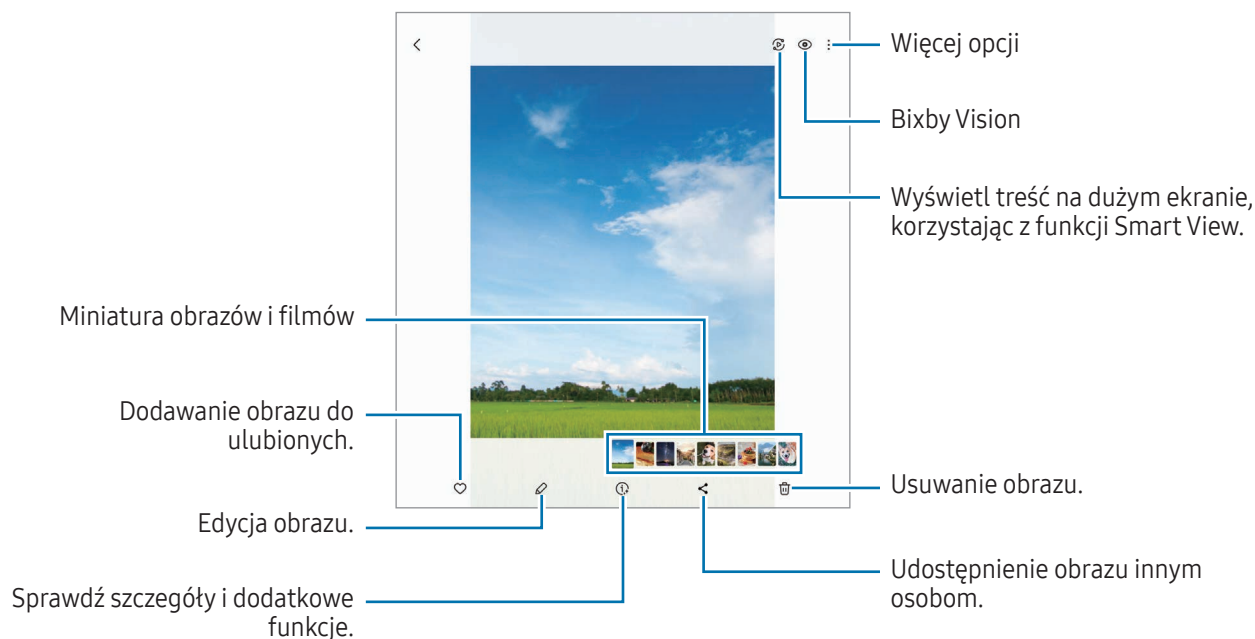 Więcej opcji
Bixby Vision
Wyświetl treść na dużym ekranie,
korzystając z funkcji Smart View.
Miniatura obrazów i filmów
Dodawanie obrazu do
ulubionych.
Usuwanie obrazu.
Edycja obrazu.
Udostępnienie obrazu innym
osobom.
Sprawdź szczegóły i dodatkowe
funkcje.